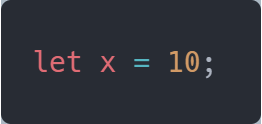 let x = 10;